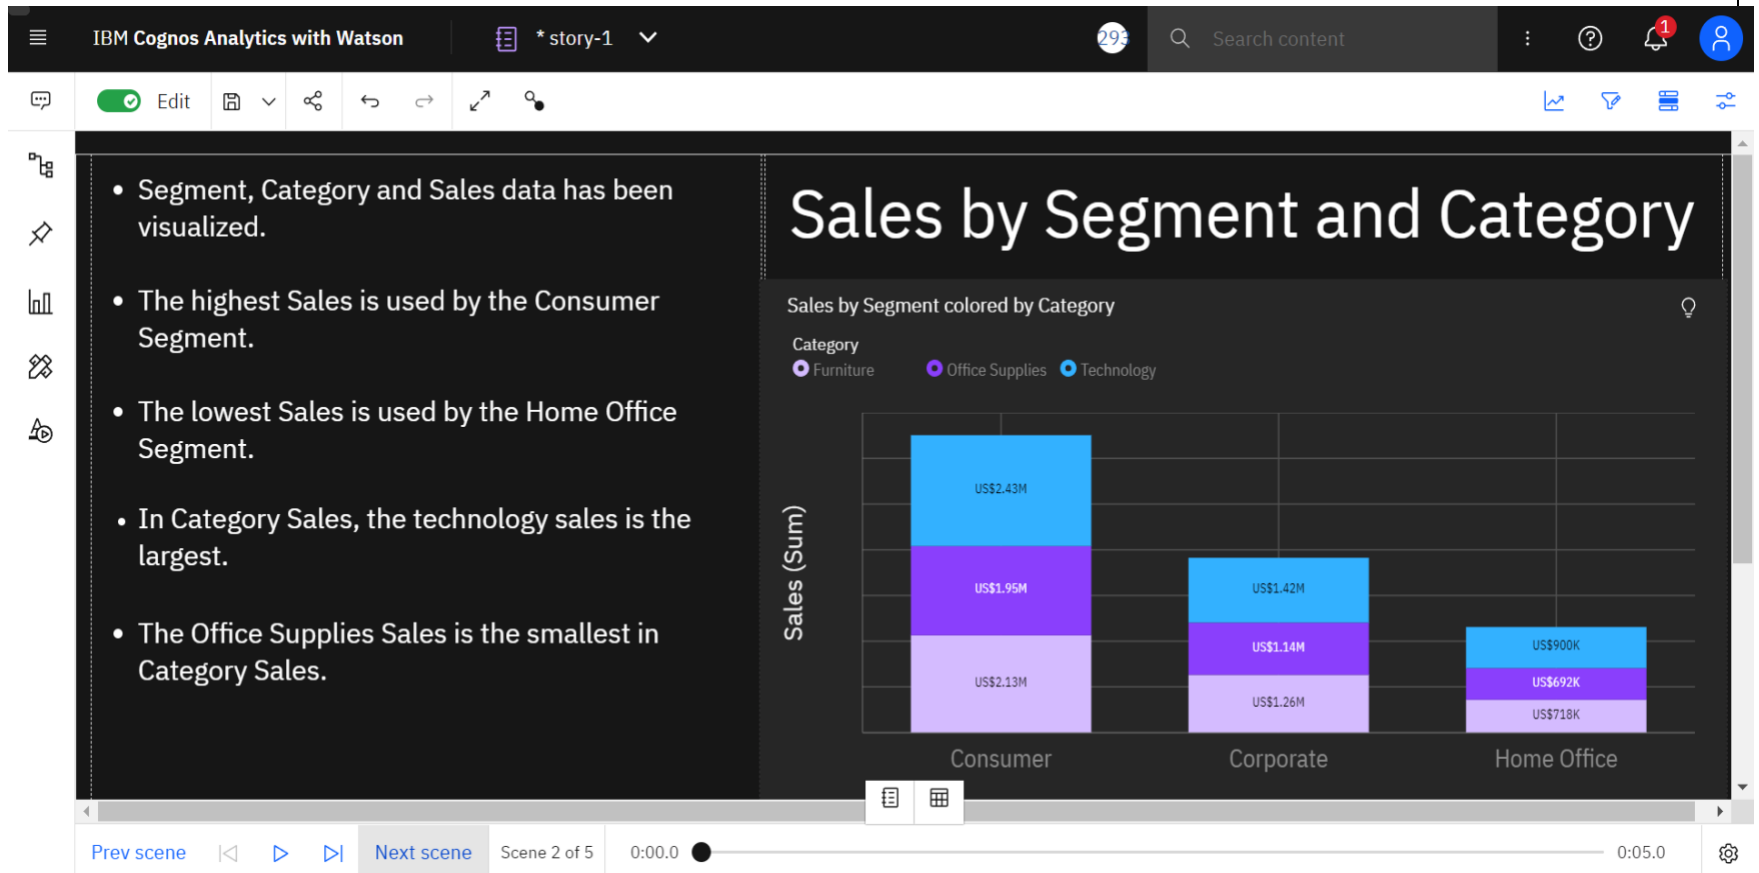 IBM Cognos Analytics with Watson
* story-1
293
Search content
1
Edit
• Segment, Category and Sales data has been
visualized.
• The highest Sales is used by the Consumer
Segment.
• The lowest Sales is used by the Home Office
Segment.
• In Category Sales, the technology sales is the
largest.
• The Office Supplies Sales is the smallest in
Category Sales.
Sales by Segment and Category
Sales by Segment colored by Category
Category
Furniture Office Supplies Technology
Sales (Sum)
US$2.43M
US$1.95M
US$2.13M
US$1.42M
US$1.14M
US$1.26M
US$900K
US$692K
US$718K
Consumer Corporate Home Office
Prev scene Next scene Scene 2 of 5 0:00.0 0:05.0